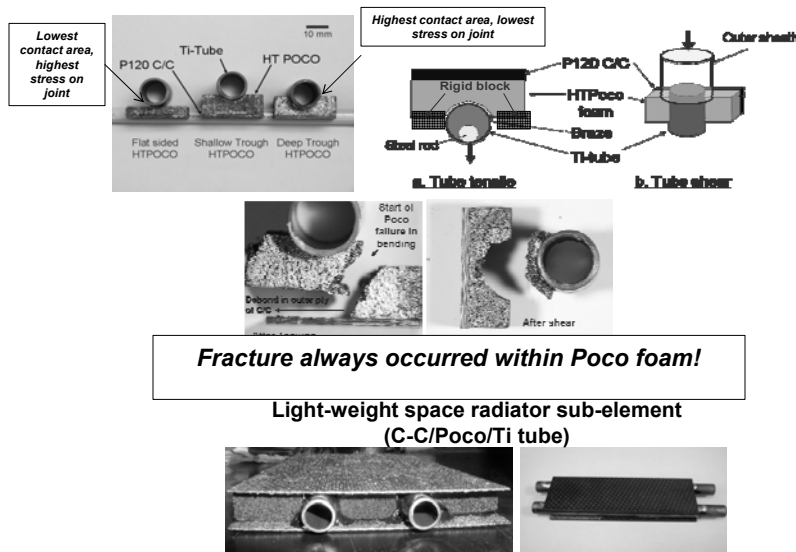 Lowest
contact area,
highest
stress on
joint
Highest contact area, lowest
stress on joint
10 mm
Ti-Tube
P120 C/C
HT POCO
Flat sided
HTPOCO
Shallow Trough
HTPOCO
Deep Trough
HTPOCO
P120 C/C
Rigid block
HTPoco
foam
Braze
Steel rod
Ti-tube
a. Tube tensile
Outer sheath
b. Tube shear
Start of
Poco
failure in
bending
Debond in outer ply
of C/C
After shear
Fracture always occurred within Poco foam!
Light-weight space radiator sub-element
(C-C/Poco/Ti tube)